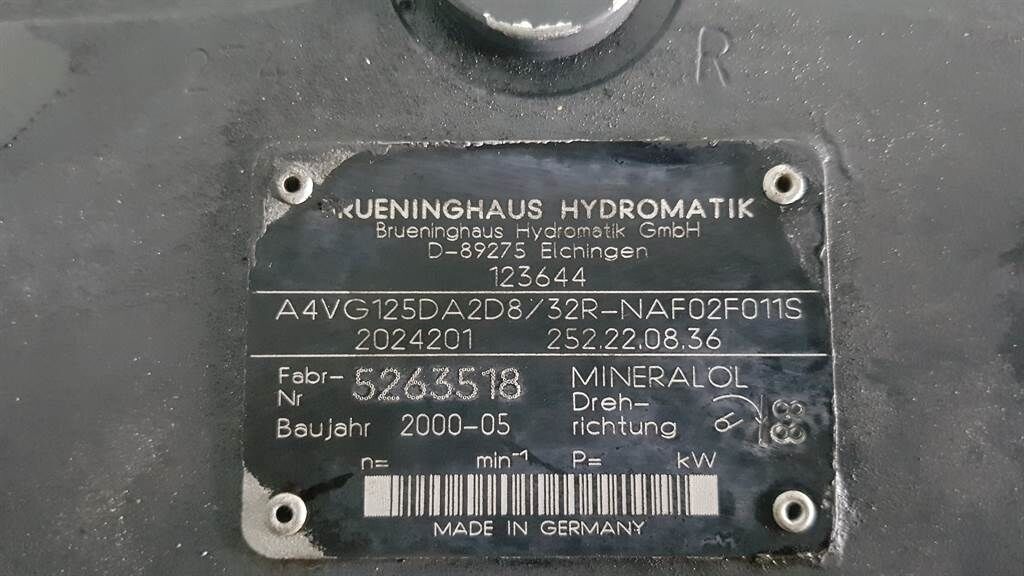 R
BRUENINGHAUS HYDROMATIK
Brueninghaus Hydromatik GmbH
D-89275 Elchingen
123644
A4VG125DA2D8/32R-NAF02F011S
2024201 252.22.08.36
Fabr-Nr 5263518 MINERALÖL
Baujahr 2000-05 Dreh-richtung
n= min⁻¹ P= kW
MADE IN GERMANY